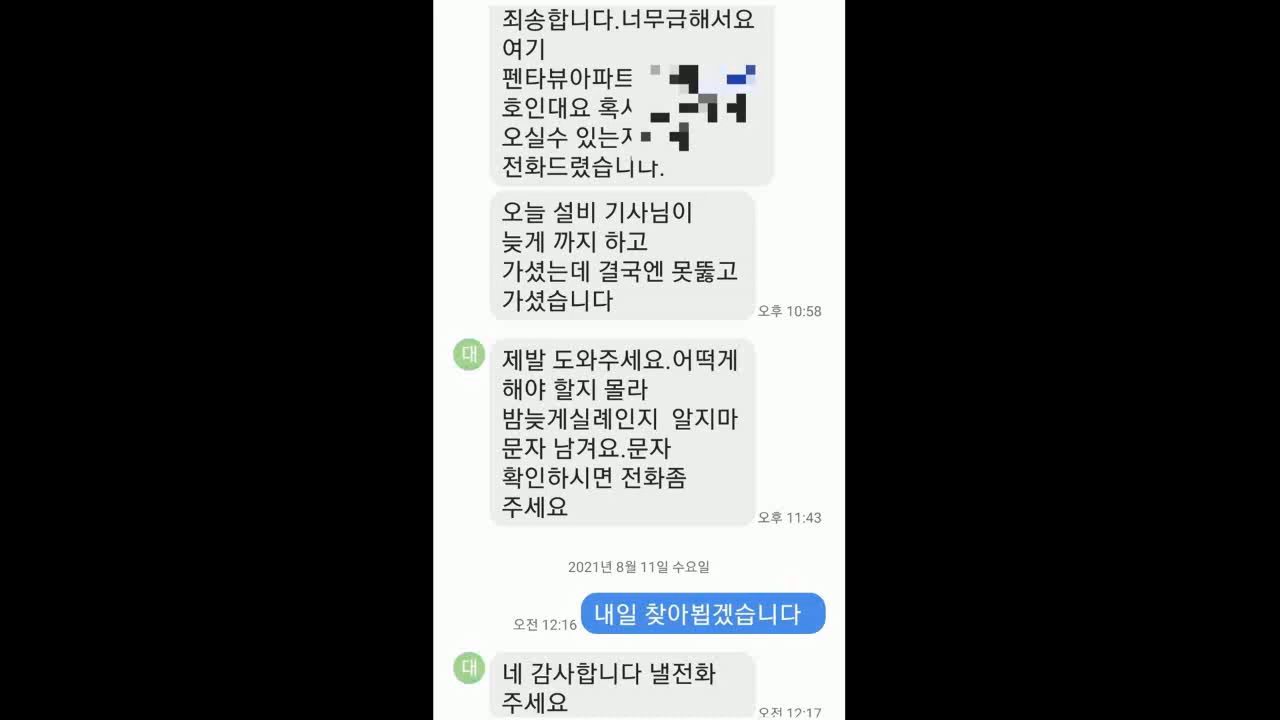 죄송합니다.너무급해서요
여기
펜타뷰아파트
호인대요
오실수 있는지
전화드렸습니다.
오늘 설비 기사님이
늦게 까지 하고
가셨는데 결국엔 못뚫고
가셨습니다
오후 10:58
대
제발 도와주세요.어떡게
해야 할지 몰라
밤늦게실례인지  알지마
문자 남겨요.문자
확인하시면 전화좀
주세요
오후 11:43
2021년 8월 11일 수요일
내일 찾아뵙겠습니다
오전 12:16
대
네 감사합니다 낼전화
주세요
오전 12:17